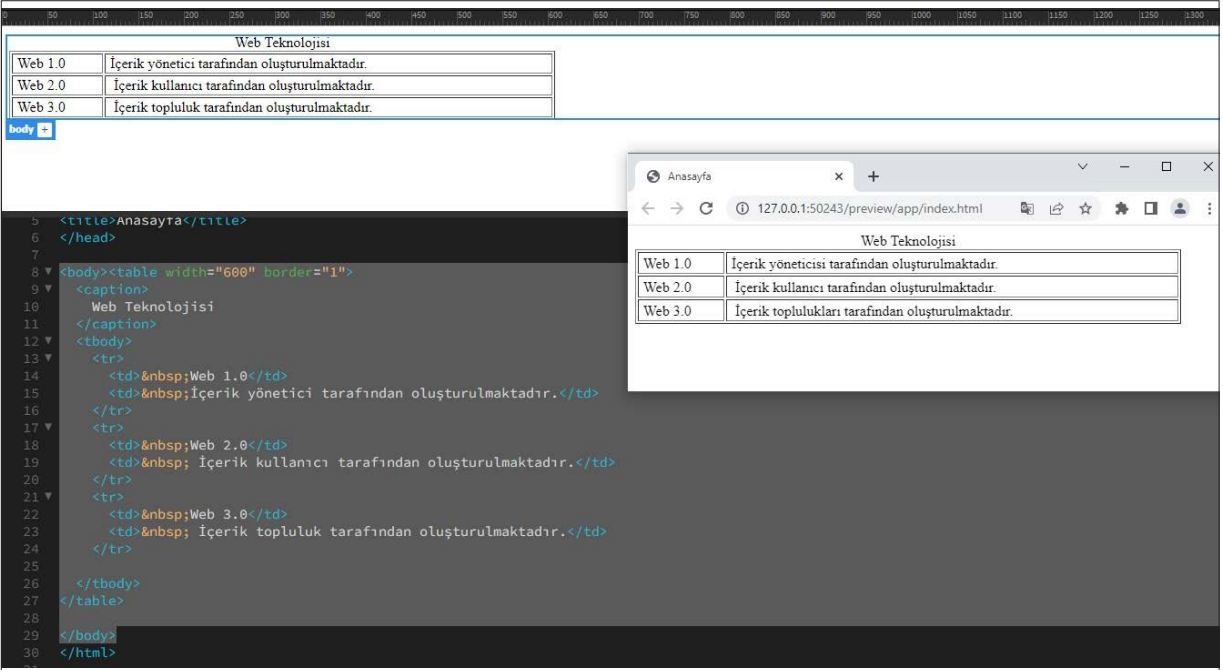 0 50 100 150 200 250 300 350 400 450 500 550 600 650 700 750 800 850 900 950 1000 1050 1100 1150 1200 1250 1300
Web Teknolojisi
Web 1.0 İçerik yönetici tarafından oluşturulmaktadır.
Web 2.0 İçerik kullanıcı tarafından oluşturulmaktadır.
Web 3.0 İçerik topluluk tarafından oluşturulmaktadır.
body +
Anasayfa
127.0.0.1:50243/preview/app/index.html
Web Teknolojisi
Web 1.0 İçerik yöneticisi tarafından oluşturulmaktadır.
Web 2.0 İçerik kullanıcı tarafından oluşturulmaktadır.
Web 3.0 İçerik toplulukları tarafından oluşturulmaktadır.
5 <title>Anasayfa</title>
6 </head>
7
8 <body><table width="600" border="1">
9 <caption>
10 Web Teknolojisi
11 </caption>
12 <tbody>
13 <tr>
14 <td>&nbsp;Web 1.0</td>
15 <td>&nbsp;İçerik yönetici tarafından oluşturulmaktadır.</td>
16 </tr>
17 <tr>
18 <td>&nbsp;Web 2.0</td>
19 <td>&nbsp; İçerik kullanıcı tarafından oluşturulmaktadır.</td>
20 </tr>
21 <tr>
22 <td>&nbsp;Web 3.0</td>
23 <td>&nbsp; İçerik topluluk tarafından oluşturulmaktadır.</td>
24 </tr>
25
26 </tbody>
27 </table>
28
29 </body>
30 </html>